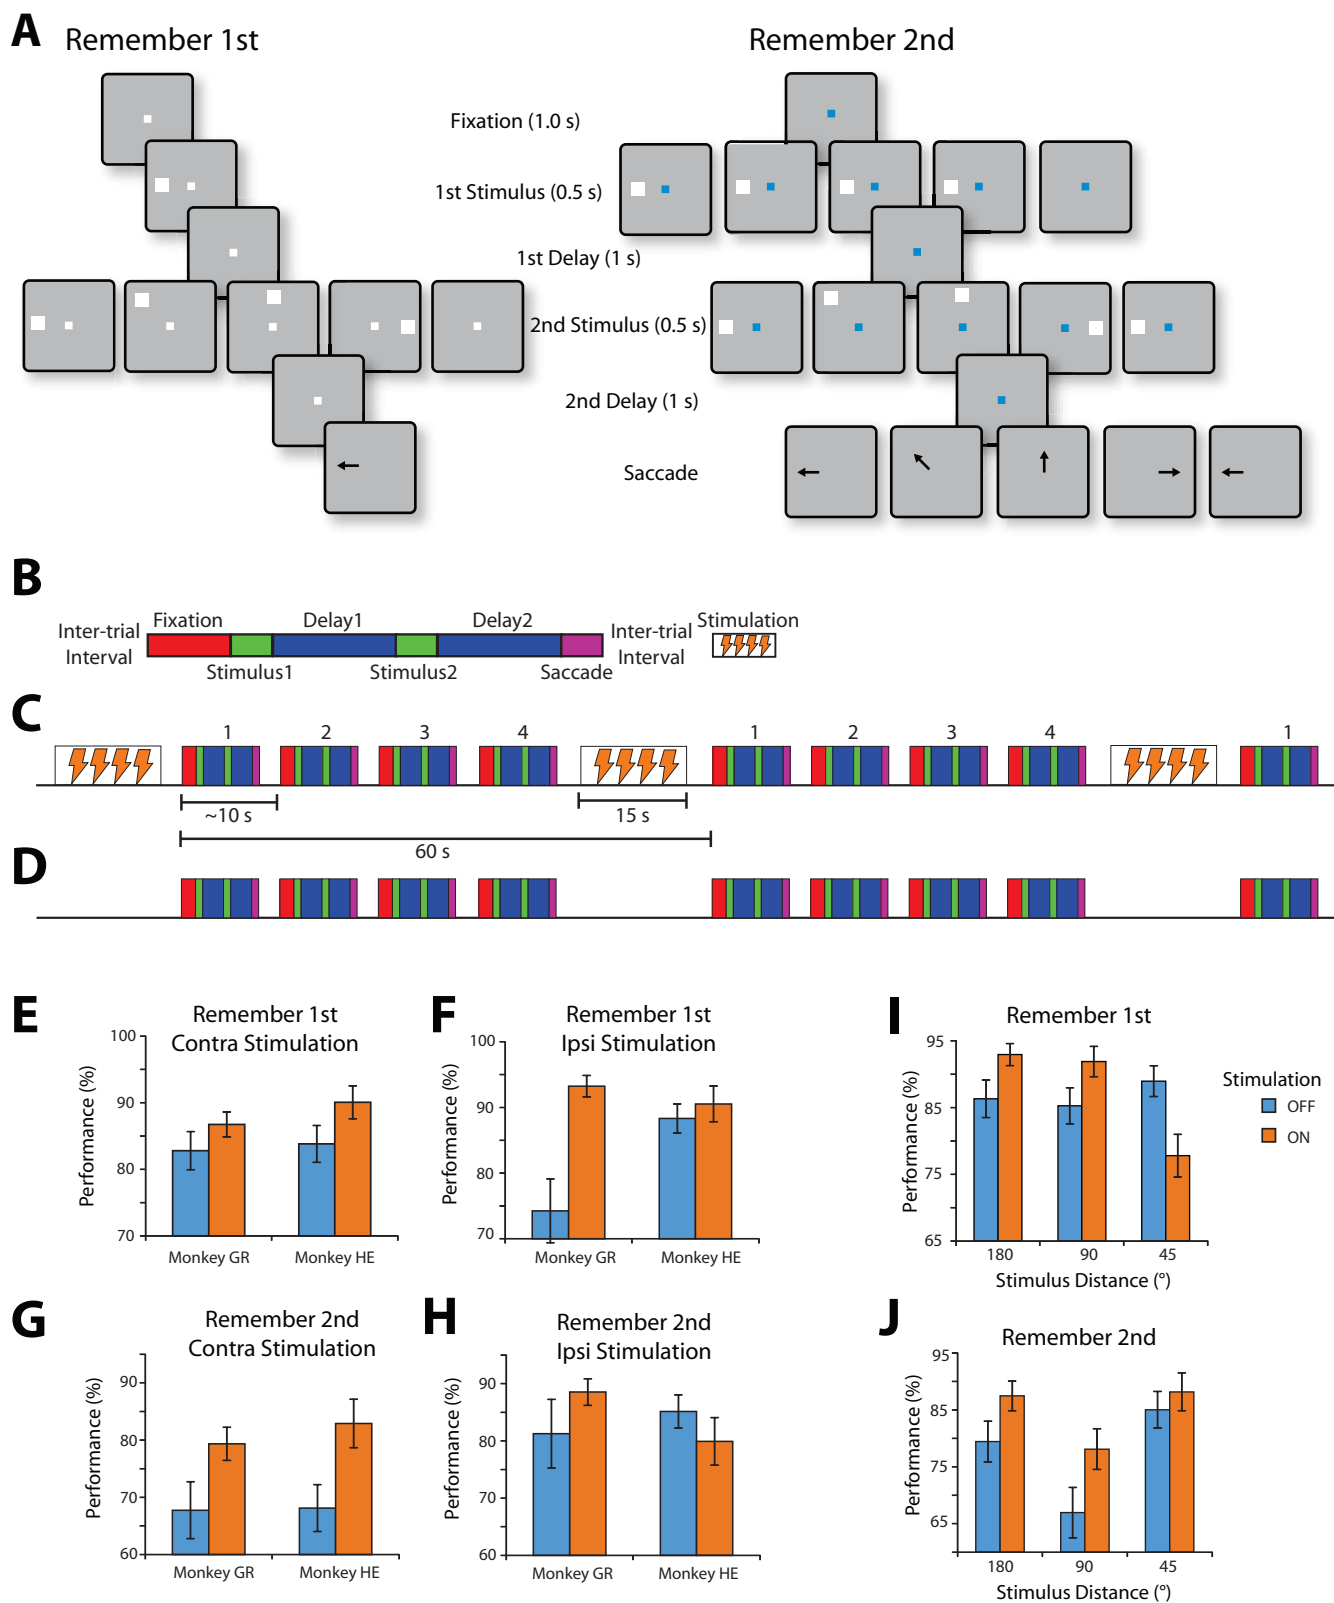 A
Remember 1st
Remember 2nd
Fixation (1.0 s)
1st Stimulus (0.5 s)
1st Delay (1 s)
2nd Stimulus (0.5 s)
2nd Delay (1 s)
Saccade
B
Inter-trial
Interval
Fixation
Delay1
Delay2
Stimulus1
Stimulus2
Saccade
Inter-trial
Interval
Stimulation
C
1
2
3
4
1
2
3
4
1
~10 s
15 s
60 s
D
E
Remember 1st
Contra Stimulation
Performance (%)
100
90
80
70
Monkey GR
Monkey HE
F
Remember 1st
Ipsi Stimulation
Performance (%)
100
90
80
70
Monkey GR
Monkey HE
I
Remember 1st
Performance (%)
95
85
75
65
180
90
45
Stimulus Distance (°)
Stimulation
OFF
ON
G
Remember 2nd
Contra Stimulation
Performance (%)
90
80
70
60
Monkey GR
Monkey HE
H
Remember 2nd
Ipsi Stimulation
Performance (%)
90
80
70
60
Monkey GR
Monkey HE
J
Remember 2nd
Performance (%)
95
85
75
65
180
90
45
Stimulus Distance (°)